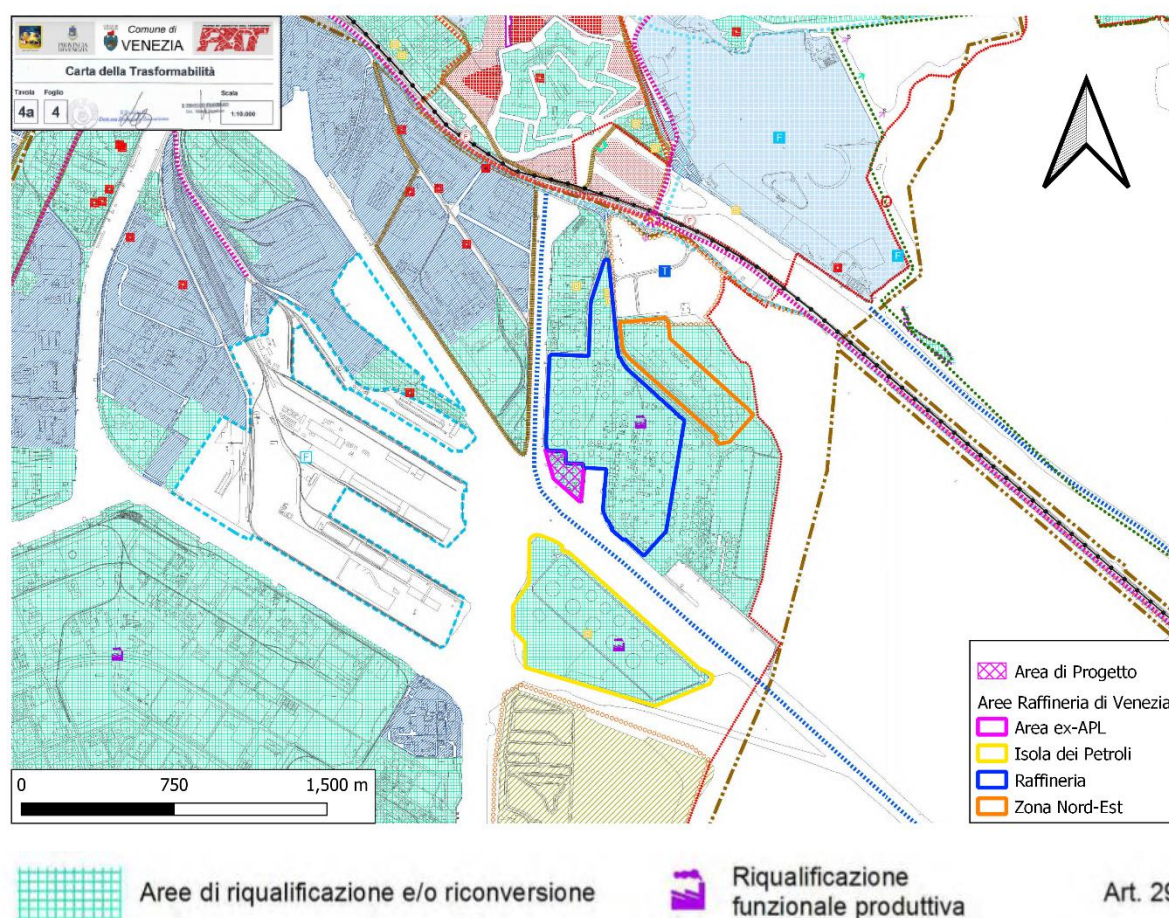 PROVINCIA
Comune di
VENEZIA
PAT
Carta della Trasformabilità
Tavola Foglio Scala
4a 4 1:10.000
F
F
F
F
T
F
0 750 1,500 m
Area di Progetto
Aree Raffineria di Venezia
Area ex-APL
Isola dei Petroli
Raffineria
Zona Nord-Est
Aree di riqualificazione e/o riconversione
Riqualificazione
funzionale produttiva
Art. 29